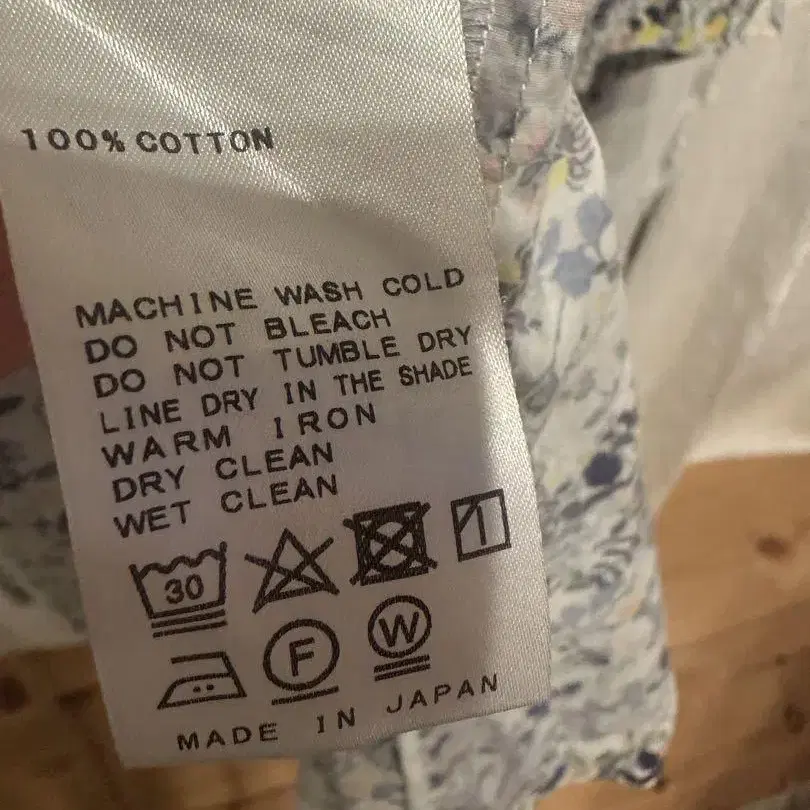 100% COTTON
MACHINE WASH COLD
DO NOT BLEACH
DO NOT TUMBLE DRY
LINE DRY IN THE SHADE
WARM IRON
DRY CLEAN
WET CLEAN
30
F W
MADE IN JAPAN